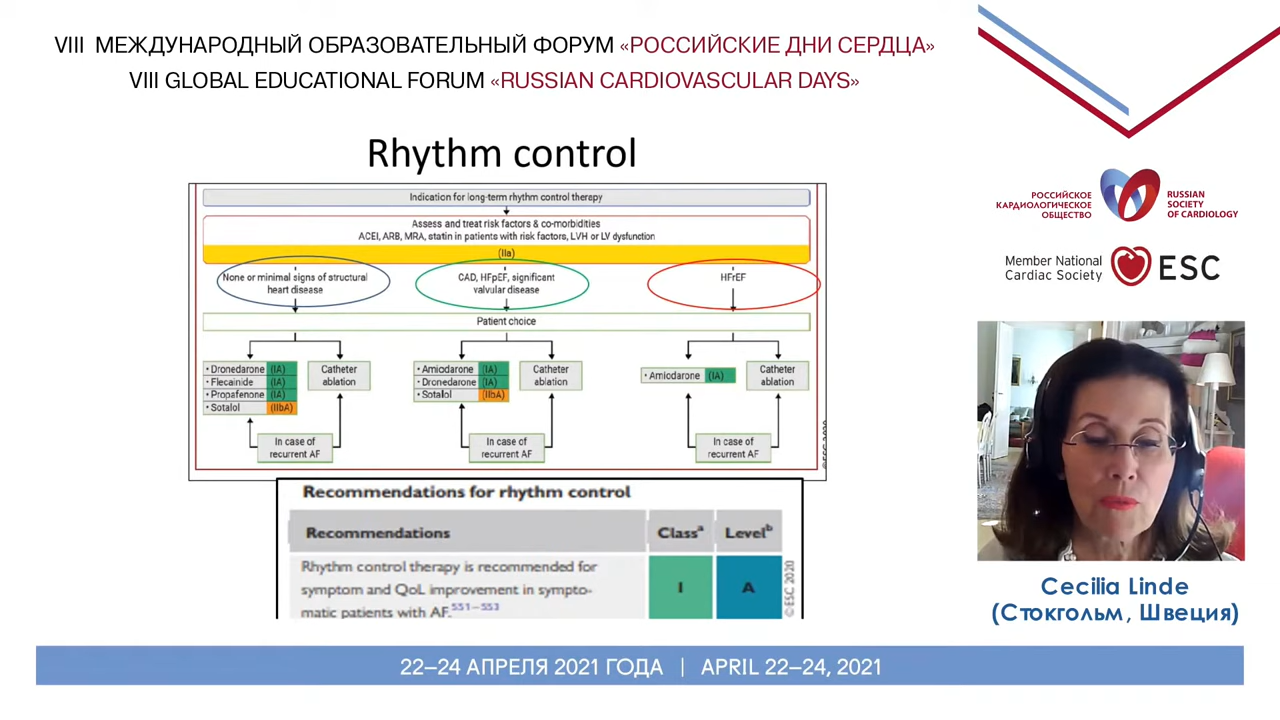 VIII МЕЖДУНАРОДНЫЙ ОБРАЗОВАТЕЛЬНЫЙ ФОРУМ «РОССИЙСКИЕ ДНИ СЕРДЦА»
VIII GLOBAL EDUCATIONAL FORUM «RUSSIAN CARDIOVASCULAR DAYS»
Rhythm control
Indication for long-term rhythm control therapy
Assess and treat risk factors & co-morbidities
ACEI, ARB, MRA, statin in patients with risk factors, LVH or LV dysfunction
(IIa)
None or minimal signs of structural
heart disease
CAD, HFpEF, significant
valvular disease
HFrEF
Patient choice
• Dronedarone (IA)
• Flecainide (IA)
• Propafenone (IA)
• Sotalol (IIbA)
Catheter
ablation
• Amiodarone (IA)
• Dronedarone (IA)
• Sotalol (IIbA)
Catheter
ablation
• Amiodarone (IA)
Catheter
ablation
In case of
recurrent AF
In case of
recurrent AF
In case of
recurrent AF
©ESC 2020
Recommendations for rhythm control
Recommendations Classᵃ Levelᵇ
Rhythm control therapy is recommended for
symptom and QoL improvement in sympto-
matic patients with AF.551–553
I A
©ESC 2020
РОССИЙСКОЕ
КАРДИОЛОГИЧЕСКОЕ
ОБЩЕСТВО
RUSSIAN
SOCIETY
OF CARDIOLOGY
Member National
Cardiac Society
ESC
Cecilia Linde
(Стокгольм, Швеция)
22–24 АПРЕЛЯ 2021 ГОДА | APRIL 22–24, 2021